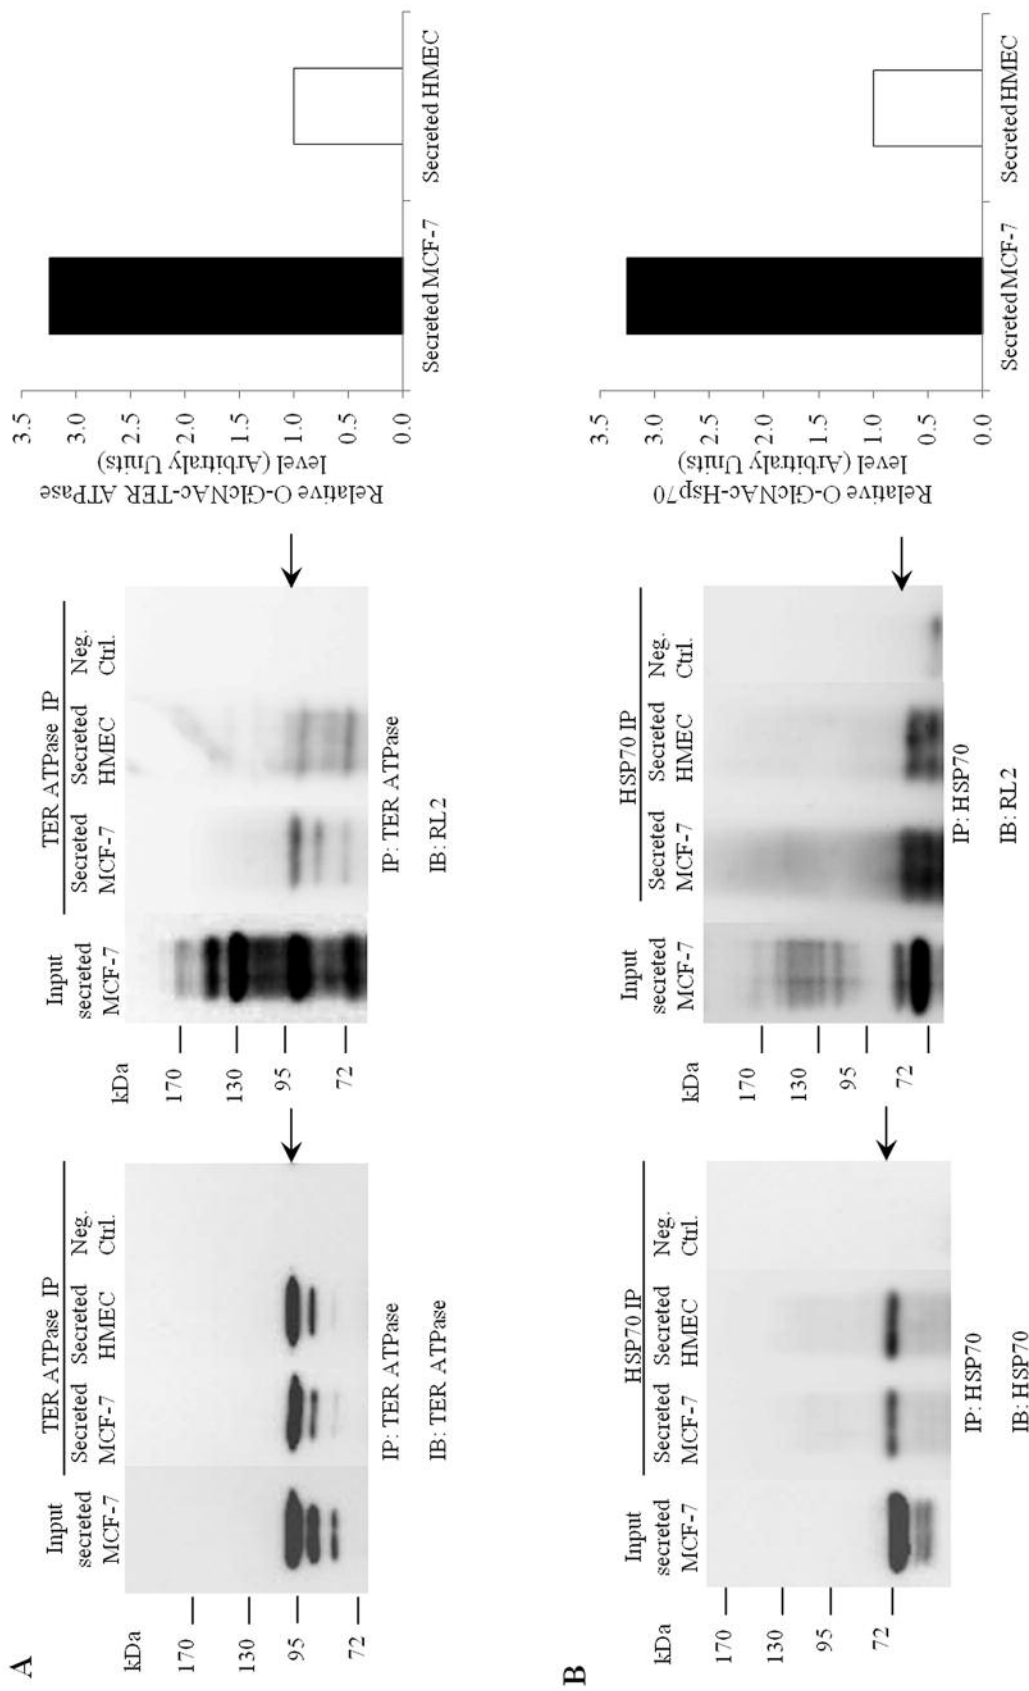 A
kDa
170
130
95
72
Input
secreted
MCF-7
TER ATPase IP
Secreted
MCF-7
Secreted
HMEC
Neg.
Ctrl.
IP: TER ATPase
IB: TER ATPase
kDa
170
130
95
72
Input
secreted
MCF-7
TER ATPase IP
Secreted
MCF-7
Secreted
HMEC
Neg.
Ctrl.
IP: TER ATPase
IB: RL2
Relative O-GlcNAc-TER ATPase
level (Arbitraly Units)
3.5
3.0
2.5
2.0
1.5
1.0
0.5
0.0
Secreted MCF-7
Secreted HMEC
B
kDa
170
130
95
72
Input
secreted
MCF-7
HSP70 IP
Secreted
MCF-7
Secreted
HMEC
Neg.
Ctrl.
IP: HSP70
IB: HSP70
kDa
170
130
95
72
Input
secreted
MCF-7
HSP70 IP
Secreted
MCF-7
Secreted
HMEC
Neg.
Ctrl.
IP: HSP70
IB: RL2
Relative O-GlcNAc-Hsp70
level (Arbitraly Units)
3.5
3.0
2.5
2.0
1.5
1.0
0.5
0.0
Secreted MCF-7
Secreted HMEC